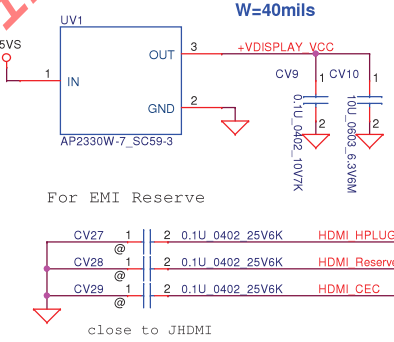 W=40mils
UV1
5VS
OUT 3 +VDISPLAY_VCC
1 IN
CV9 1 CV10 1
GND 2
0.1U_0402_10V7K 2
10U_0603_6.3V6M 2
AP2330W-7_SC59-3
For EMI Reserve
CV27 1 2 0.1U_0402_25V6K HDMI_HPLUG
@
CV28 1 2 0.1U_0402_25V6K HDMI_Reserve
@
CV29 1 2 0.1U_0402_25V6K HDMI_CEC
@
close to JHDMI